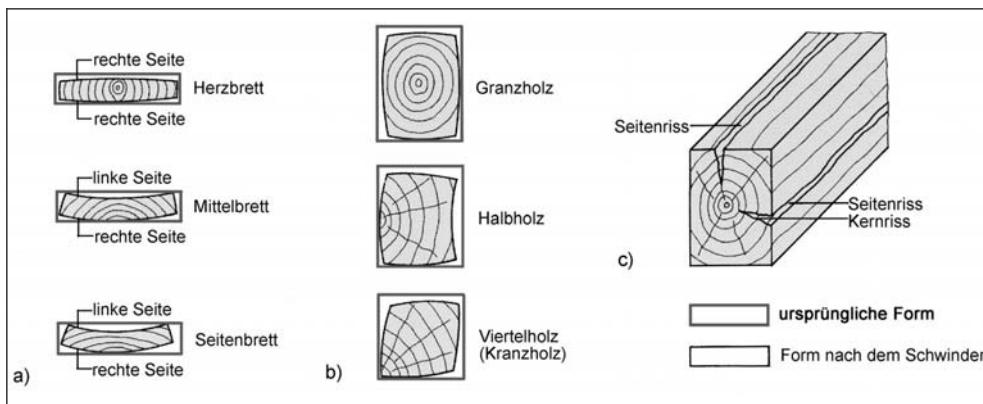 rechte Seite
Herzbrett
rechte Seite
linke Seite
Mittelbrett
rechte Seite
linke Seite
Seitenbrett
rechte Seite
a)
Granzholz
Halbholz
Viertelholz
(Kranzholz)
b)
Seitenriss
Seitenriss
Kernriss
c)
ursprüngliche Form
Form nach dem Schwinden